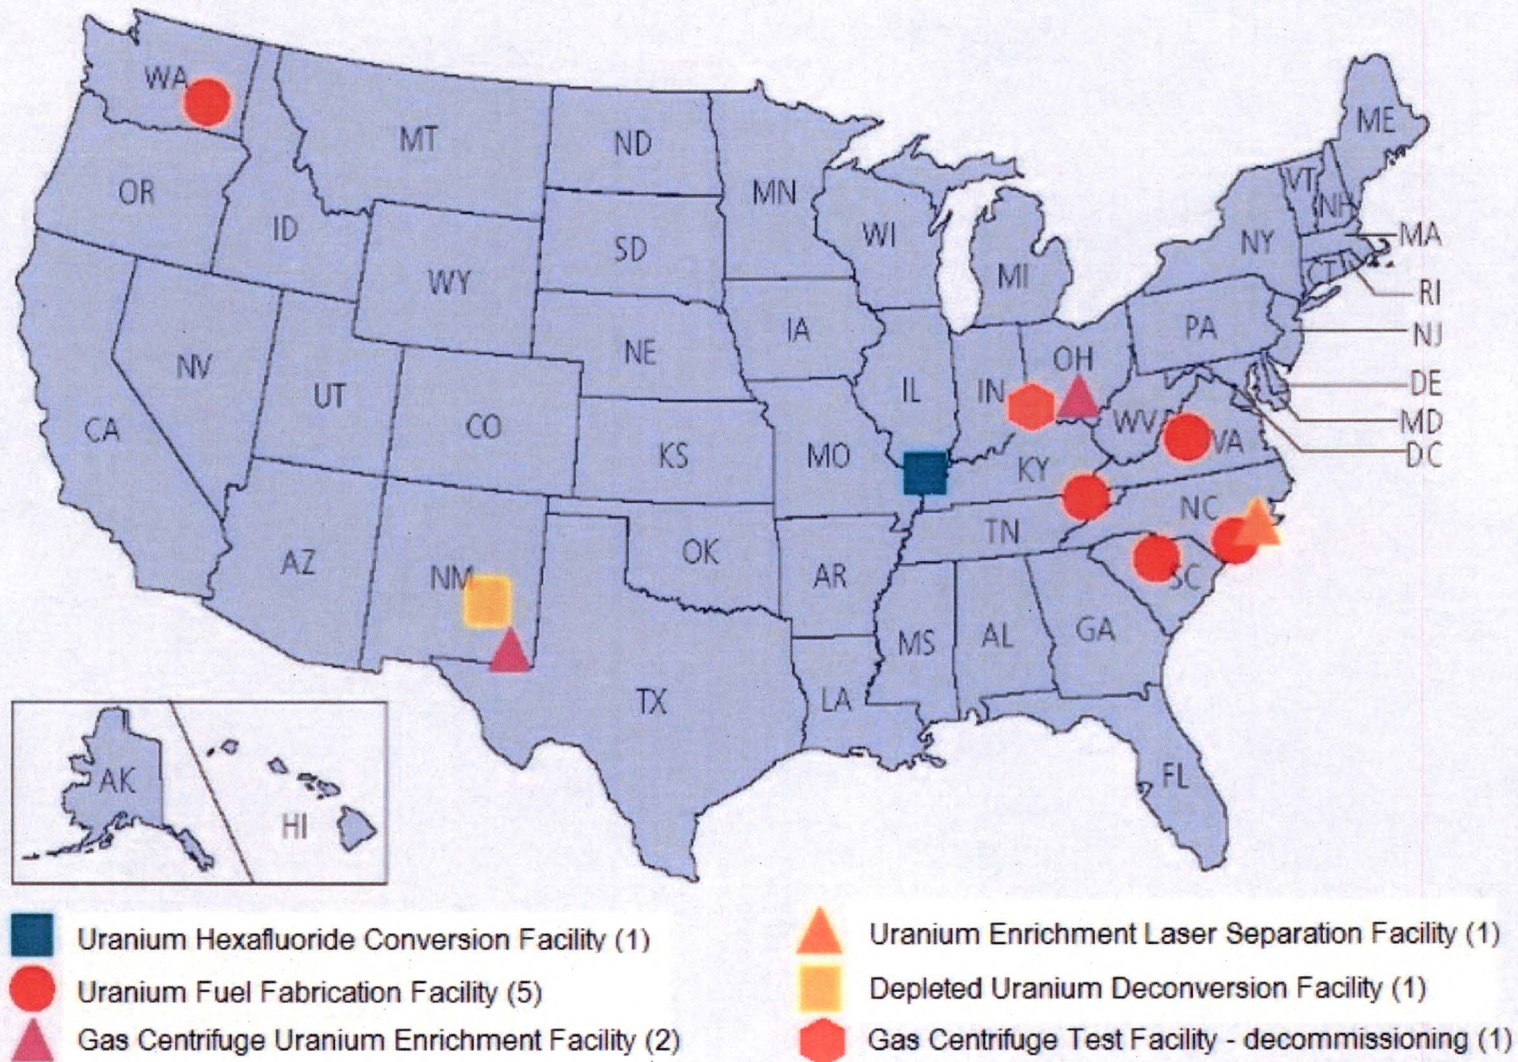 WA
MT
ND
MN
ME
OR
ID
SD
WI
MI
VT
NH
NY
MA
CT
RI
WY
IA
PA
NJ
NV
UT
NE
IL
IN
OH
DE
CA
CO
KS
MO
WV
VA
MD
DC
KY
AZ
NM
OK
AR
TN
NC
SC
MS
AL
GA
TX
LA
FL
AK
HI
Uranium Hexafluoride Conversion Facility (1)
Uranium Fuel Fabrication Facility (5)
Gas Centrifuge Uranium Enrichment Facility (2)
Uranium Enrichment Laser Separation Facility (1)
Depleted Uranium Deconversion Facility (1)
Gas Centrifuge Test Facility - decommissioning (1)